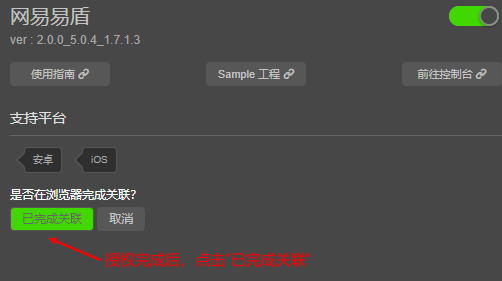 网易易盾
ver : 2.0.0_5.0.4_1.7.1.3
使用指南 Sample 工程 前往控制台
支持平台
安卓 iOS
是否在浏览器完成关联?
已完成关联 取消
授权完成后，点击"已完成关联"